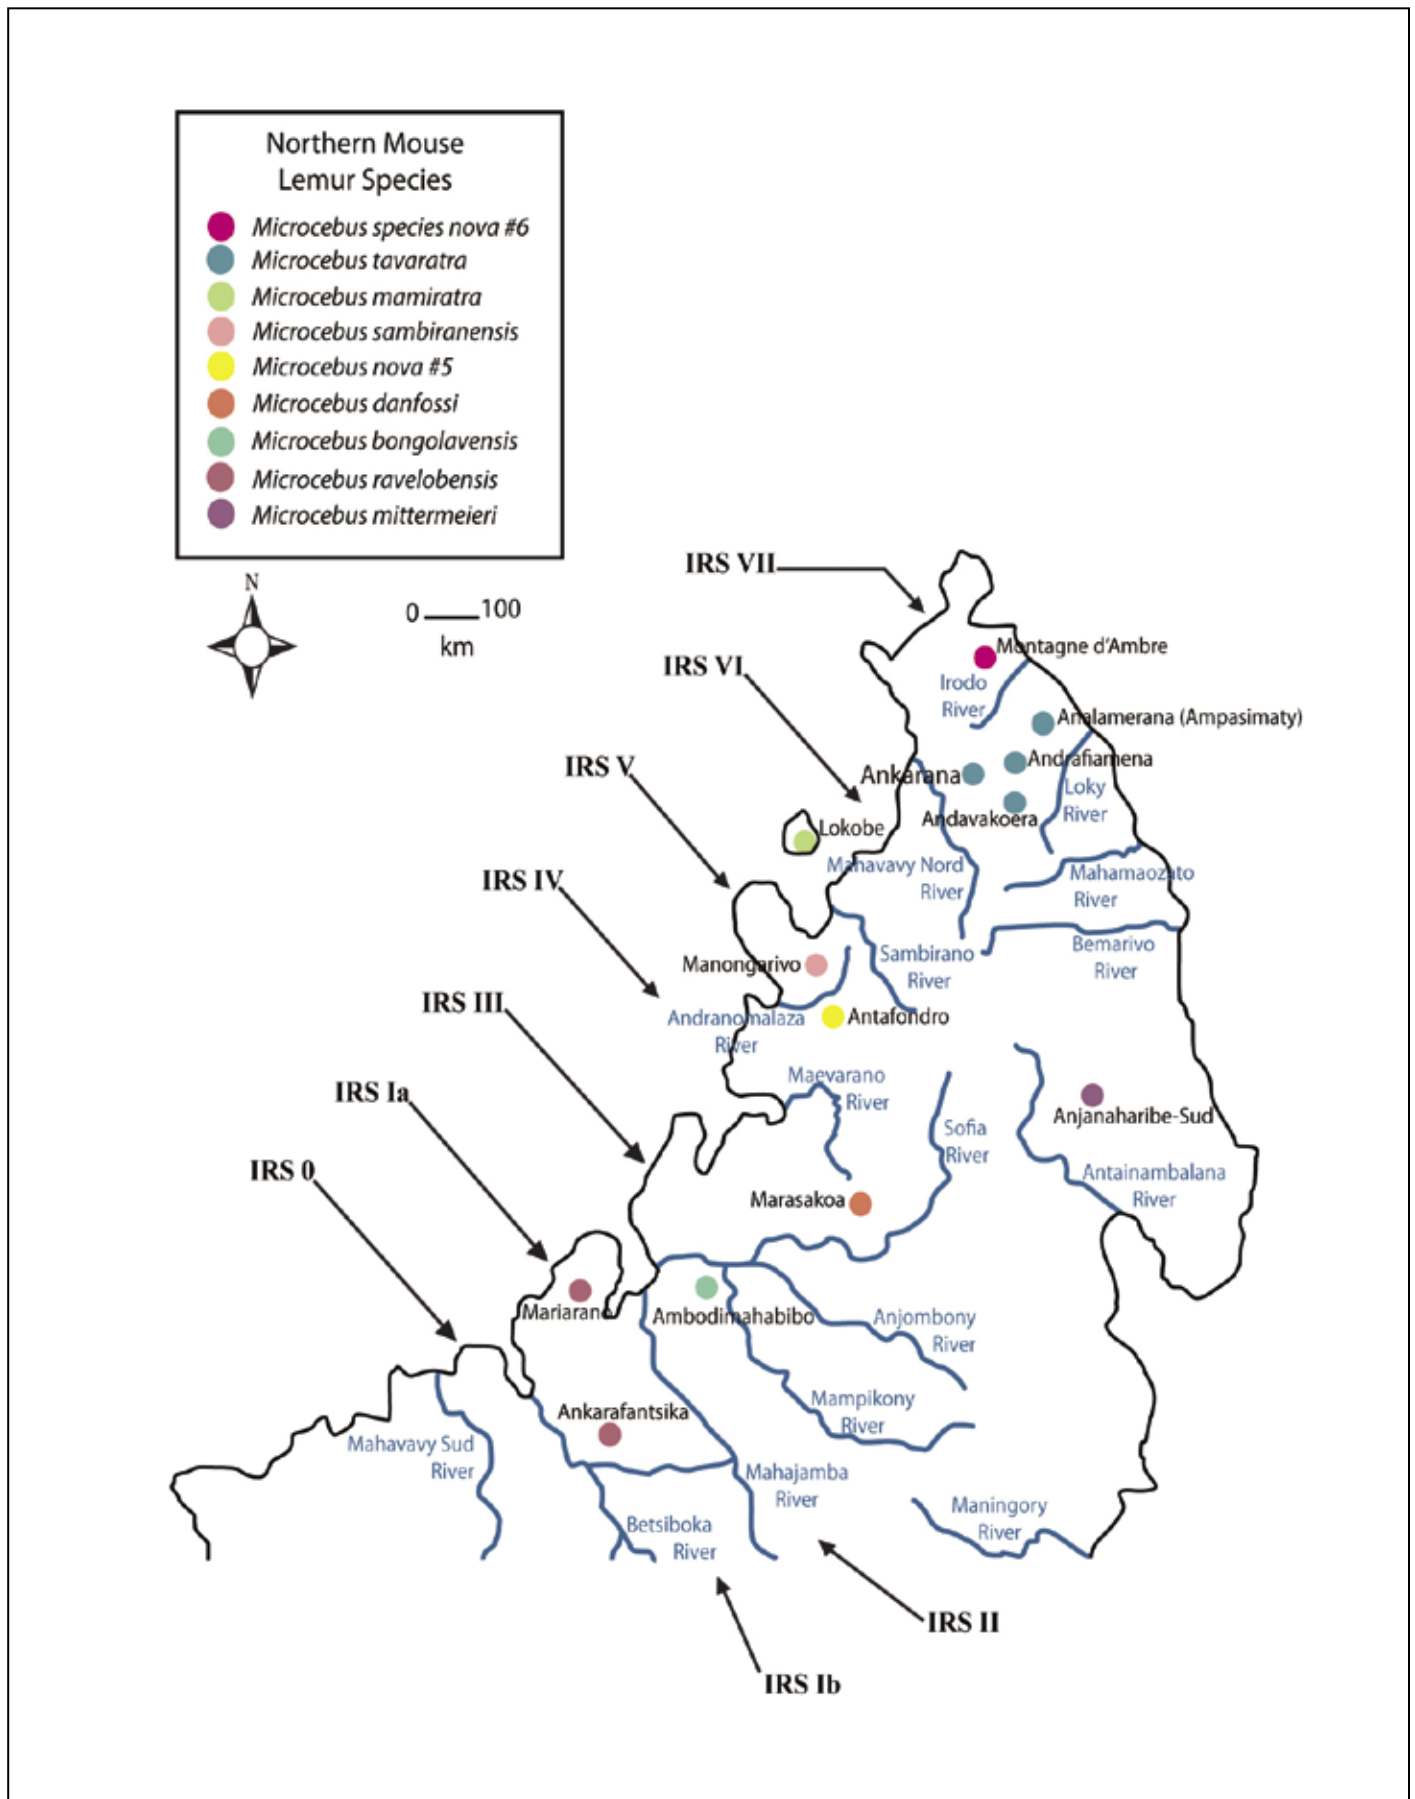 Northern Mouse
Lemur Species
Microcebus species nova #6
Microcebus tavaratra
Microcebus mamiratra
Microcebus sambiranensis
Microcebus nova #5
Microcebus danfossi
Microcebus bongolavensis
Microcebus ravelobensis
Microcebus mittermeieri
N
0 100
km
IRS VII
Montagne d'Ambre
IRS VI
Irodo
River
Analamerana (Ampasimaty)
IRS V
Andrafiamena
Ankarana
Loky
River
Andavakoera
Lokobe
Mahavavy Nord
River
Mahamaozato
River
IRS IV
Bemarivo
River
Sambirano
River
Manongarivo
IRS III
Andranomalaza
River
Antafondro
Maevarano
River
IRS Ia
Anjanaharibe-Sud
Sofia
River
IRS 0
Antainambalana
River
Marasakoa
Mariarano
Ambodimahabibo
Anjombony
River
Mampikony
River
Ankarafantsika
Mahavavy Sud
River
Mahajamba
River
Maningory
River
Betsiboka
River
IRS II
IRS Ib